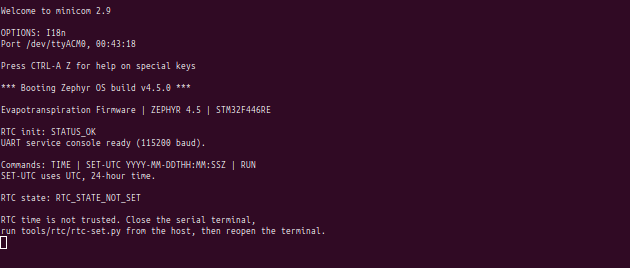 Welcome to minicom 2.9
OPTIONS: I18n
Port /dev/ttyACM0, 00:43:18
Press CTRL-A Z for help on special keys
*** Booting Zephyr OS build v4.5.0 ***
Evapotranspiration Firmware | ZEPHYR 4.5 | STM32F446RE
RTC init: STATUS_OK
UART service console ready (115200 baud).
Commands: TIME | SET-UTC YYYY-MM-DDTHH:MM:SSZ | RUN
SET-UTC uses UTC, 24-hour time.
RTC state: RTC_STATE_NOT_SET
RTC time is not trusted. Close the serial terminal,
run tools/rtc/rtc-set.py from the host, then reopen the terminal.